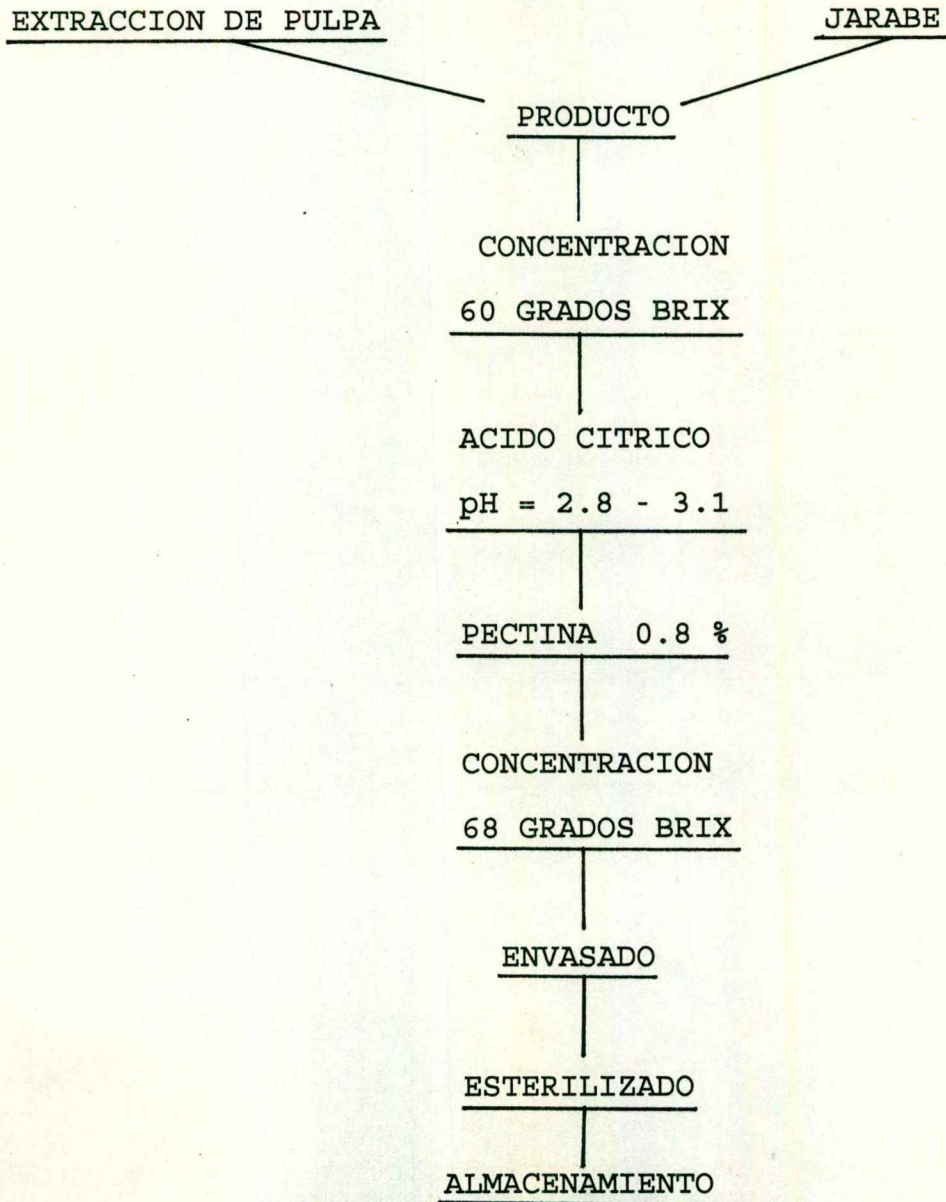 EXTRACCION DE PULPA
JARABE
PRODUCTO
CONCENTRACION
60 GRADOS BRIX
ACIDO CITRICO
pH = 2.8 - 3.1
PECTINA 0.8 %
CONCENTRACION
68 GRADOS BRIX
ENVASADO
ESTERILIZADO
ALMACENAMIENTO